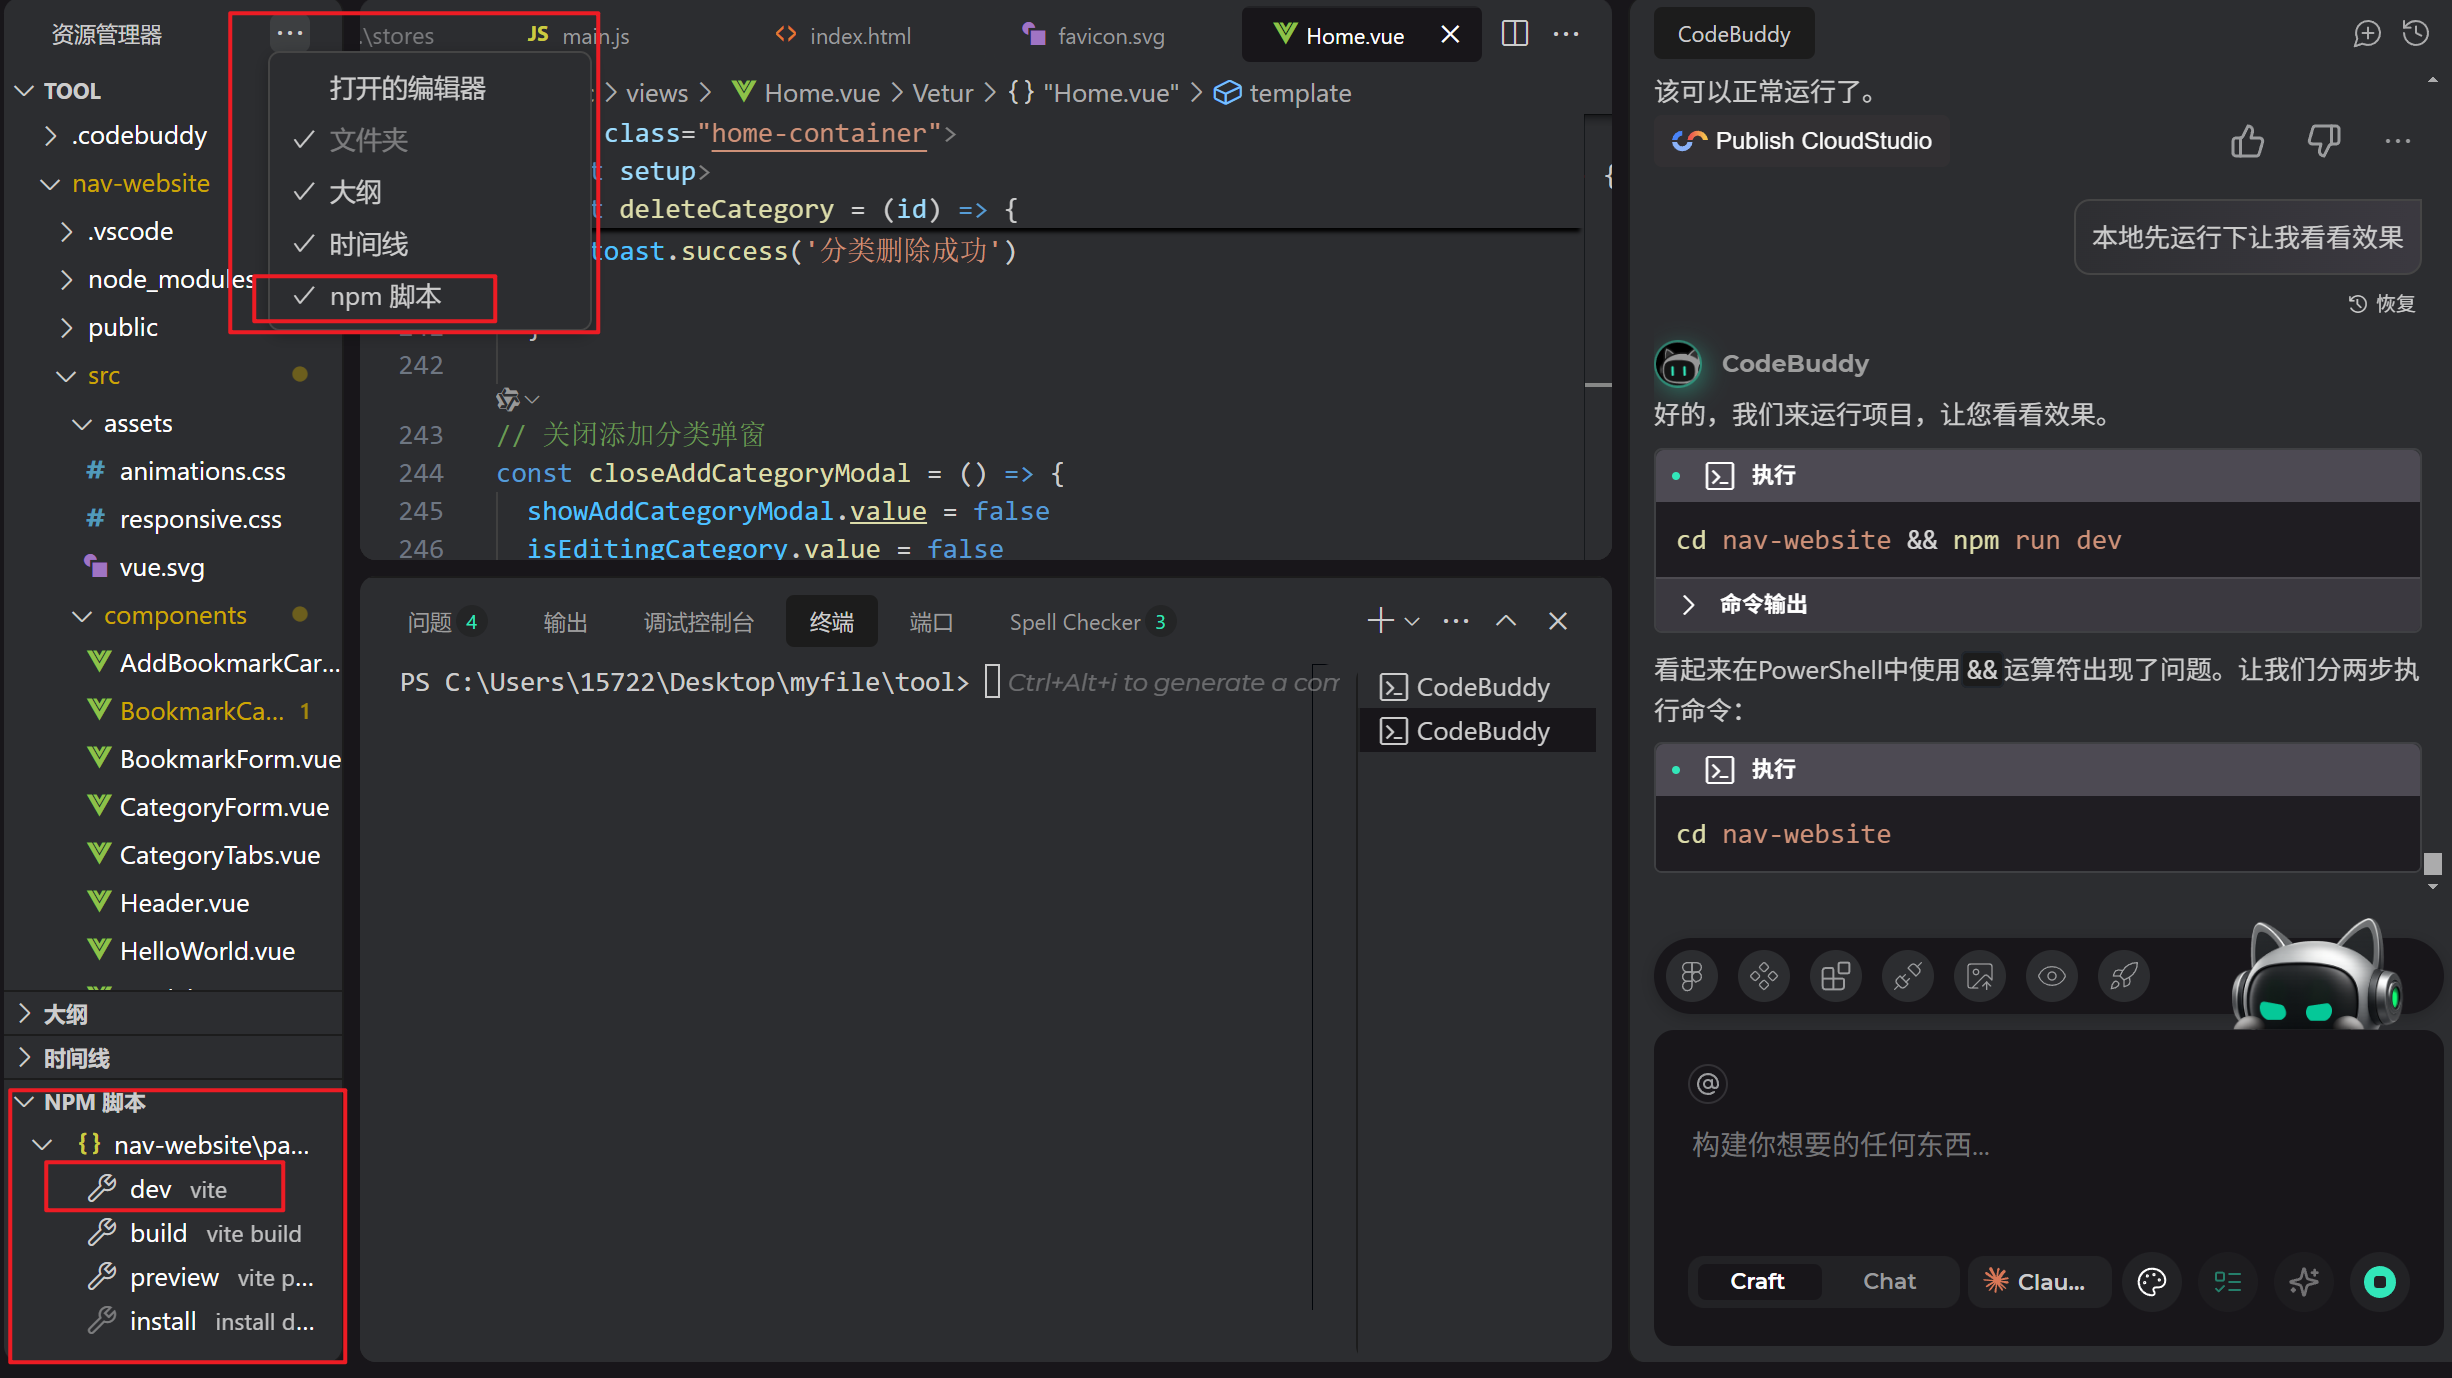 资源管理器
···
TOOL
.codebuddy
nav-website
.vscode
node_modules
public
src
assets
# animations.css
# responsive.css
vue.svg
components
AddBookmarkCar...
BookmarkCa... 1
BookmarkForm.vue
CategoryForm.vue
CategoryTabs.vue
Header.vue
HelloWorld.vue
大纲
时间线
NPM 脚本
{} nav-website\pa...
dev vite
build vite build
preview vite p...
install install d...
打开的编辑器
文件夹
大纲
时间线
npm 脚本
.\stores
JS main.js
<> index.html
favicon.svg
Home.vue
···
> views > Home.vue > Vetur > {} "Home.vue" > template
class="home-container">
t setup>
t deleteCategory = (id) => {
toast.success('分类删除成功')
242
243 // 关闭添加分类弹窗
244 const closeAddCategoryModal = () => {
245 showAddCategoryModal.value = false
246 isEditingCategory.value = false
问题 4 输出 调试控制台 终端 端口 Spell Checker 3
PS C:\Users\15722\Desktop\myfile\tool> Ctrl+Alt+i to generate a com
CodeBuddy
CodeBuddy
CodeBuddy
该可以正常运行了。
Publish CloudStudio
本地先运行下让我看看效果
恢复
CodeBuddy
好的，我们来运行项目，让您看看效果。
执行
cd nav-website && npm run dev
命令输出
看起来在PowerShell中使用 && 运算符出现了问题。让我们分两步执
行命令：
执行
cd nav-website
@
构建你想要的任何东西...
Craft Chat Clau...